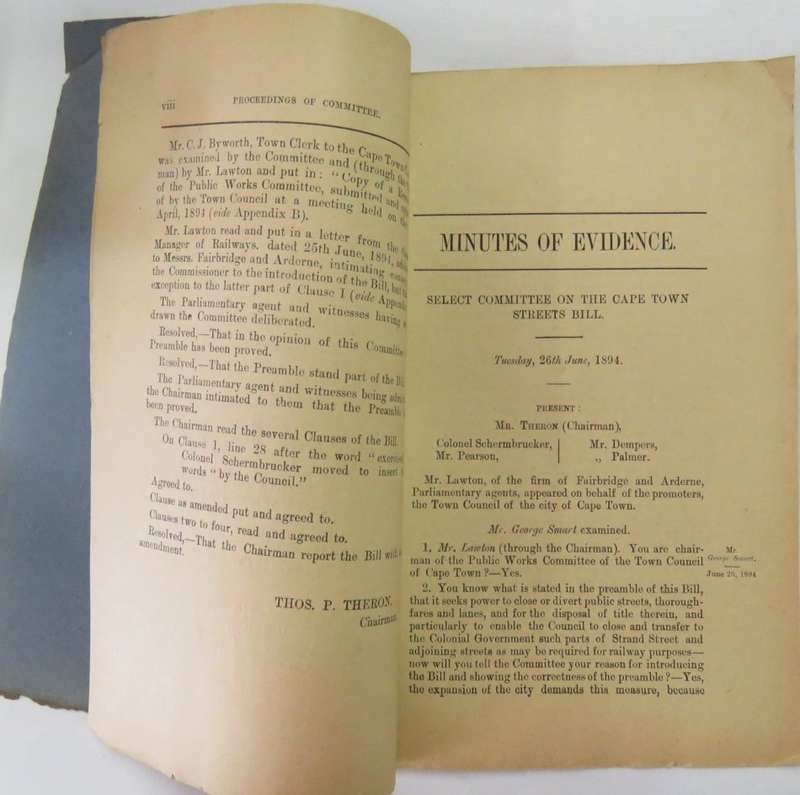 viii PROCEEDINGS OF COMMITTEE.
Mr. C. J. Byworth, Town Clerk to the Cape Town
was examined by the Committee and (through the
man) by Mr. Lawton and put in: "Copy of a
of the Public Works Committee, submitted and
of by the Town Council at a meeting held on the
April, 1894 (vide Appendix B).
Mr. Lawton read and put in a letter from the
Manager of Railways, dated 25th June, 1894,
to Messrs. Fairbridge and Arderne, intimating
the Commissioner to the introduction of the Bill, but
exception to the latter part of Clause I (vide
The Parliamentary agent and witnesses having
drawn the Committee deliberated.
Resolved,—That in the opinion of this Committee
Preamble has been proved.
Resolved,—That the Preamble stand part of the
The Parliamentary agent and witnesses being
the Chairman intimated to them that the Preamble
been proved.
The Chairman read the several Clauses of the Bill.
On Clause 1, line 28 after the word "
Colonel Schermbrucker moved to insert
words "by the Council."
Agreed to.
Clause as amended put and agreed to.
Clauses two to four, read and agreed to.
Resolved,—That the Chairman report the Bill
amendment.
THOS. P. THERON,
Chairman
MINUTES OF EVIDENCE.
SELECT COMMITTEE ON THE CAPE TOWN
STREETS BILL.
Tuesday, 26th June, 1894.
PRESENT:
MR. THERON (Chairman),
Colonel Schermbrucker, Mr. Dempers,
Mr. Pearson, „ Palmer.
Mr. Lawton, of the firm of Fairbridge and Arderne,
Parliamentary agents, appeared on behalf of the promoters,
the Town Council of the city of Cape Town.
Mr. George Smart examined.
1. Mr. Lawton (through the Chairman). You are chair-
man of the Public Works Committee of the Town Council
of Cape Town?—Yes.
Mr.
George Smart.
June 26, 1894
2. You know what is stated in the preamble of this Bill,
that it seeks power to close or divert public streets, thorough-
fares and lanes, and for the disposal of title therein, and
particularly to enable the Council to close and transfer to
the Colonial Government such parts of Strand Street and
adjoining streets as may be required for railway purposes—
now will you tell the Committee your reason for introducing
the Bill and showing the correctness of the preamble?—Yes,
the expansion of the city demands this measure, because